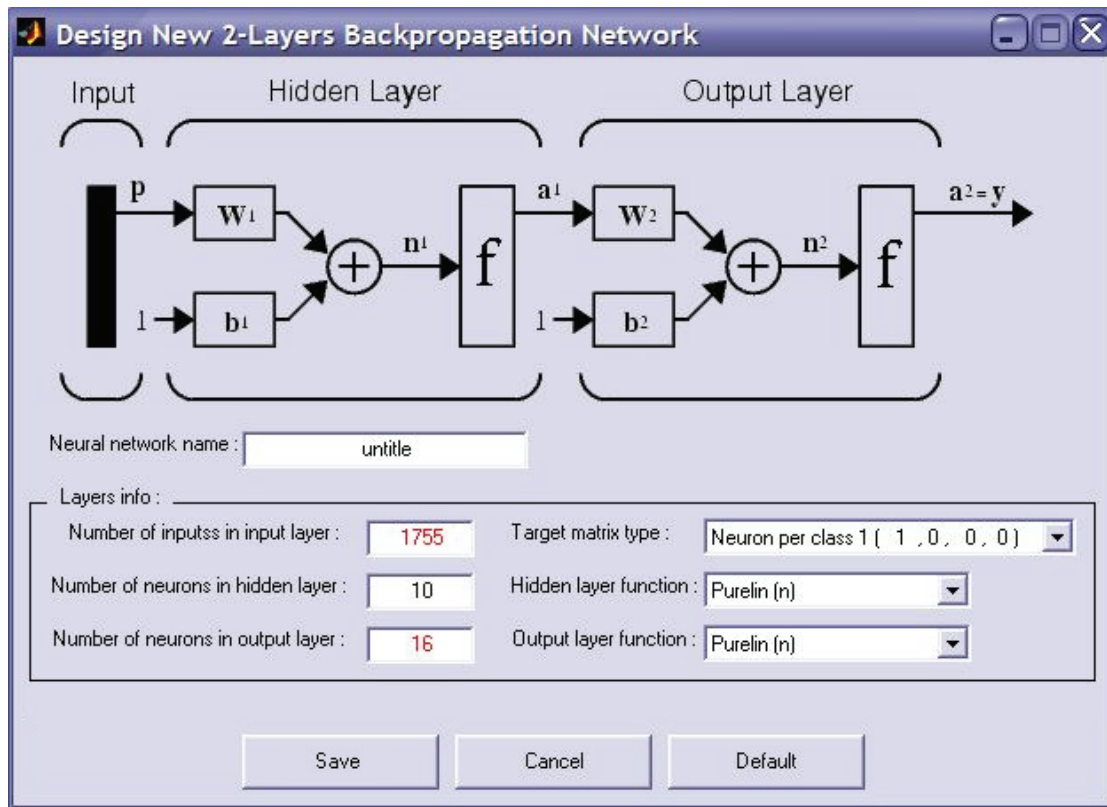 Design New 2-Layers Backpropagation Network
Input Hidden Layer Output Layer
p a1 a2 = y
W1 W2
n1 f n2 f
1 b1 1 b2
Neural network name : untitle
Layers info :
Number of inputss in input layer : 1755 Target matrix type : Neuron per class 1 ( 1 ,0 , 0 , 0 )
Number of neurons in hidden layer : 10 Hidden layer function : Purelin (n)
Number of neurons in output layer : 16 Output layer function : Purelin (n)
Save Cancel Default